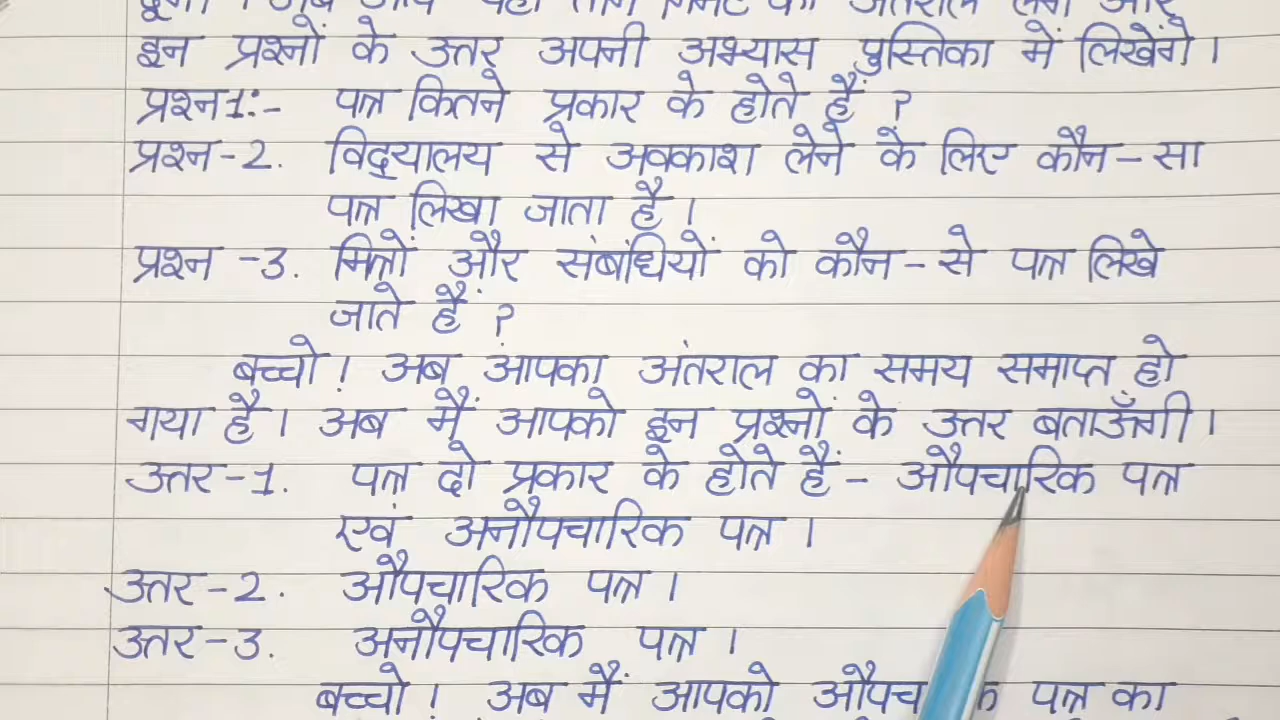 इन प्रश्नों के उत्तर अपनी अभ्यास पुस्तिका में लिखेंगे ।
प्रश्न1:- पत्र कितने प्रकार के होते हैं ?
प्रश्न-2. विद्यालय से अवकाश लेने के लिए कौन-सा
पत्र लिखा जाता है ।
प्रश्न -3. मित्रों और संबंधियों को कौन-से पत्र लिखे
जाते हैं ?
बच्चो ! अब आपका अंतराल का समय समाप्त हो
गया है । अब मैं आपको इन प्रश्नों के उत्तर बताऊँगी ।
उत्तर-1. पत्र दो प्रकार के होते हैं- औपचारिक पत्र
एवं अनौपचारिक पत्र ।
उत्तर-2. औपचारिक पत्र ।
उत्तर-3. अनौपचारिक पत्र ।
बच्चो ! अब मैं आपको पत्र का